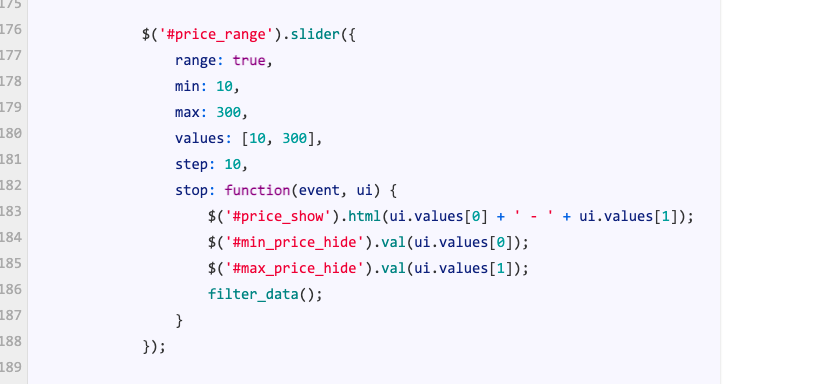 175
176 $('#price_range').slider({
177 range: true,
178 min: 10,
179 max: 300,
180 values: [10, 300],
181 step: 10,
182 stop: function(event, ui) {
183 $('#price_show').html(ui.values[0] + ' - ' + ui.values[1]);
184 $('#min_price_hide').val(ui.values[0]);
185 $('#max_price_hide').val(ui.values[1]);
186 filter_data();
187 }
188 });
189